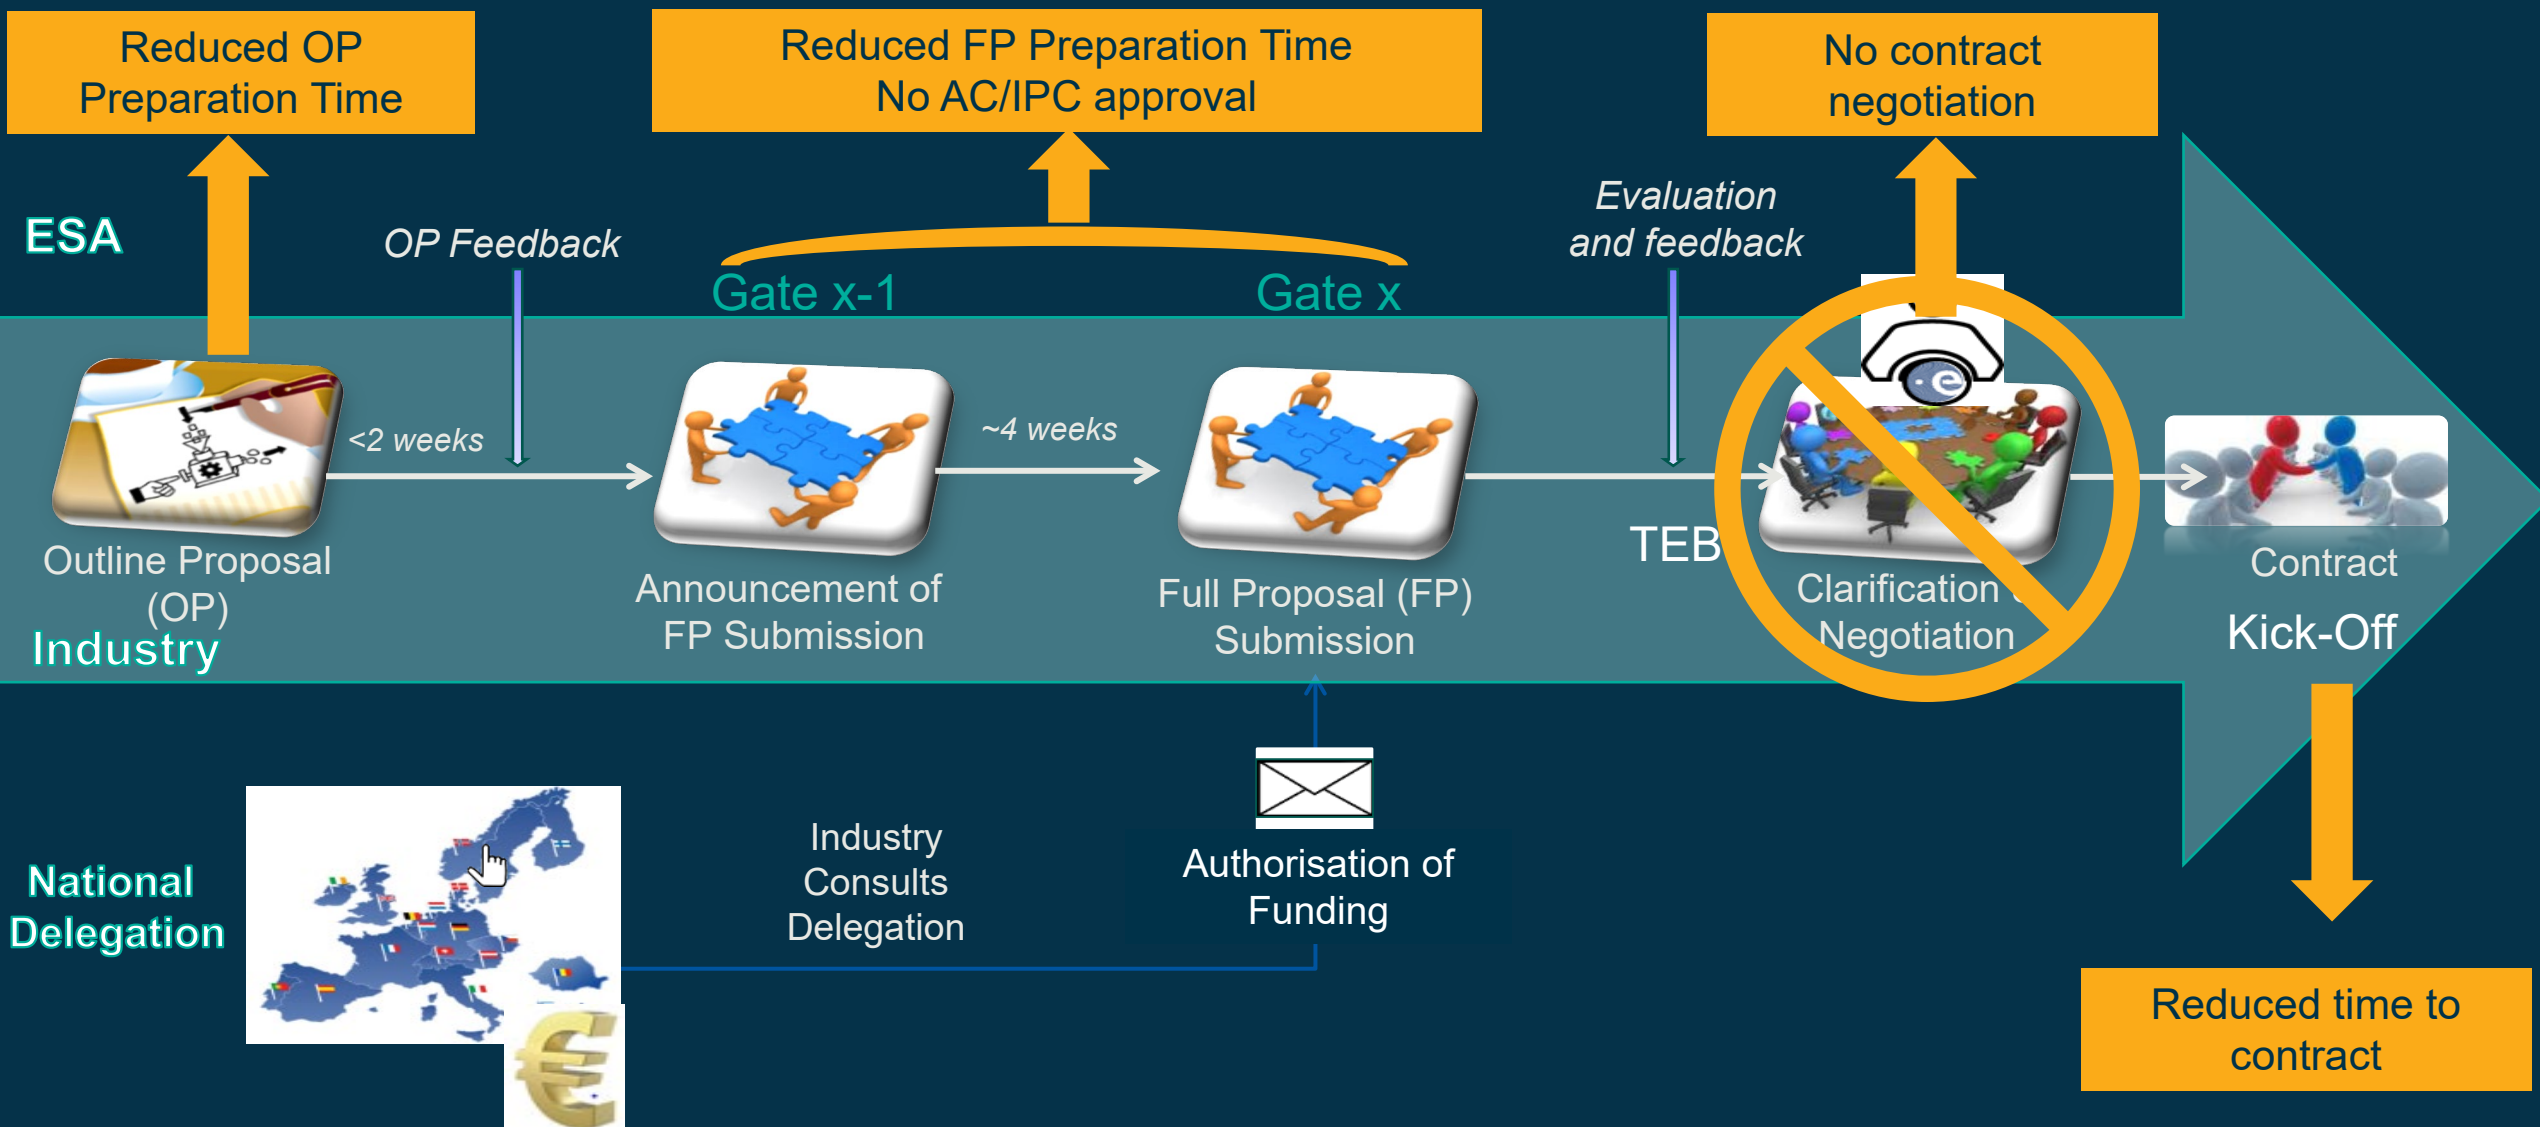 Reduced OP
Preparation Time
Reduced FP Preparation Time
No AC/IPC approval
No contract
negotiation
ESA
OP Feedback
Evaluation
and feedback
Gate x-1
Gate x
<2 weeks
~4 weeks
e
TEB
Outline Proposal
(OP)
Announcement of
FP Submission
Full Proposal (FP)
Submission
Clarification
Negotiation
Contract
Kick-Off
Industry
National
Delegation
Industry
Consults
Delegation
Authorisation of
Funding
€
Reduced time to
contract